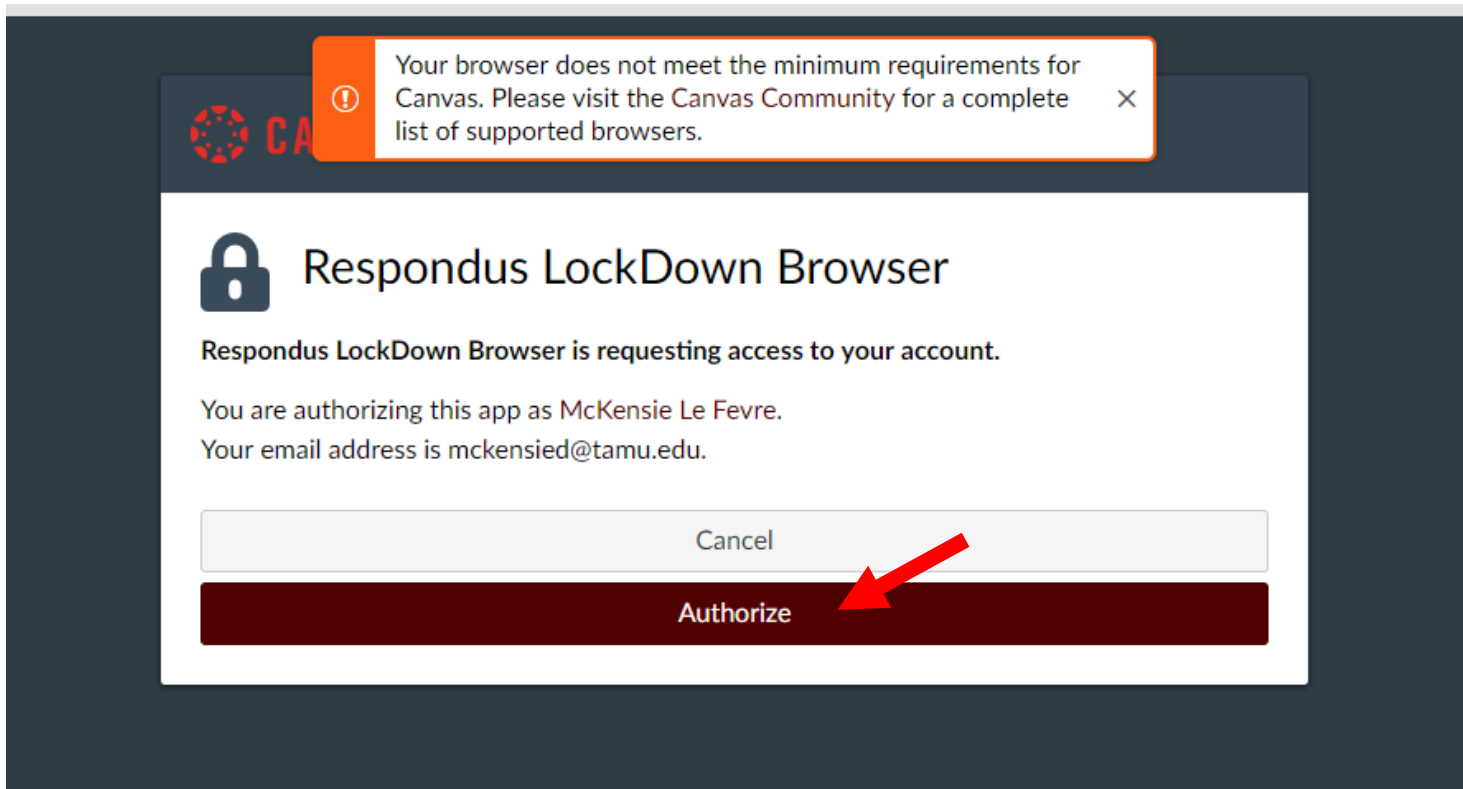 Your browser does not meet the minimum requirements for
Canvas. Please visit the Canvas Community for a complete
list of supported browsers.
CA
Respondus LockDown Browser
Respondus LockDown Browser is requesting access to your account.
You are authorizing this app as McKensie Le Fevre.
Your email address is mckensied@tamu.edu.
Cancel
Authorize